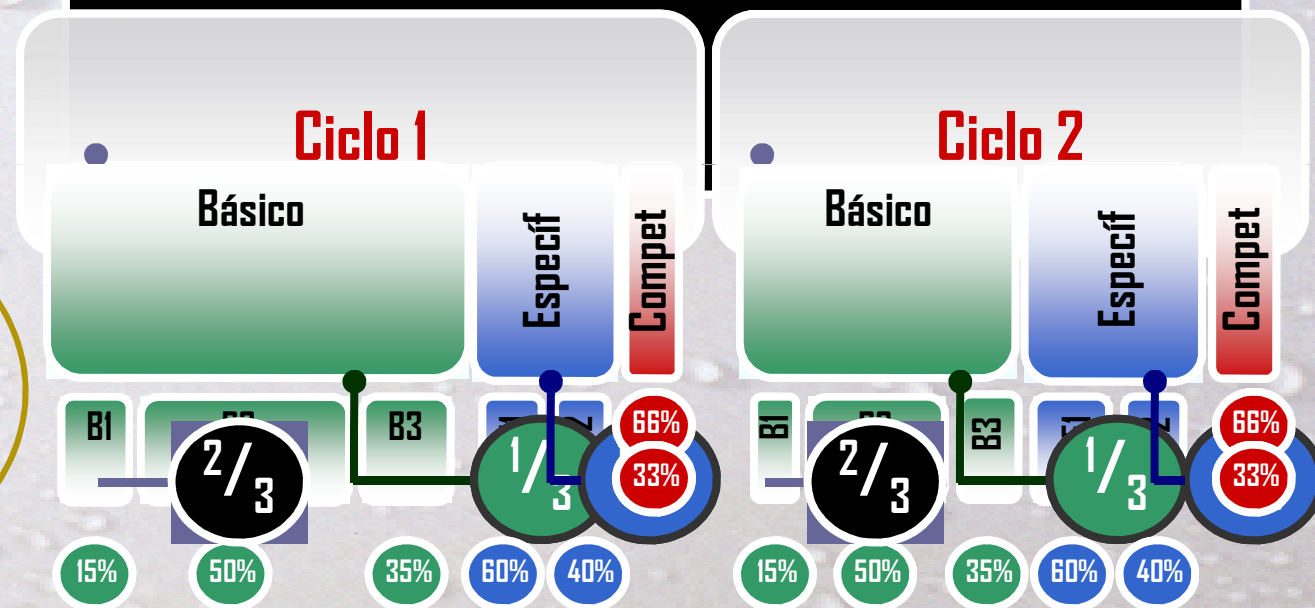 Ciclo 1
Básico
Específ
Compet
B1
B3
2/3
1/3
66%
33%
15%
50%
35%
60%
40%
Ciclo 2
Básico
Específ
Compet
B1
B3
2/3
1/3
66%
33%
15%
50%
35%
60%
40%